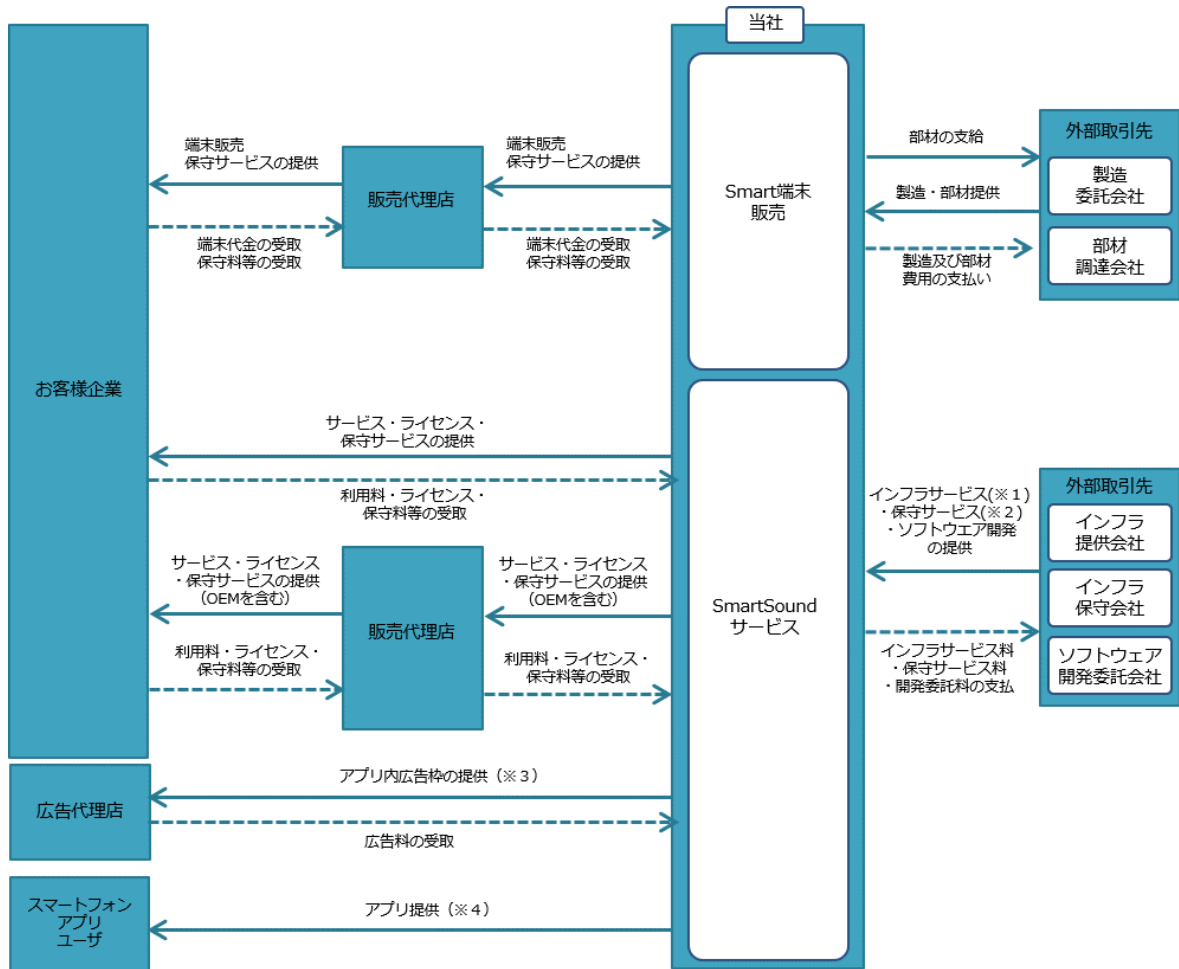 当社
端末販売
保守サービスの提供
端末販売
保守サービスの提供
販売代理店
端末代金の受取
保守料等の受取
端末代金の受取
保守料等の受取
Smart端末
販売
部材の支給
製造・部材提供
製造及び部材
費用の支払い
外部取引先
製造
委託会社
部材
調達会社
お客様企業
サービス・ライセンス・
保守サービスの提供
利用料・ライセンス・
保守料等の受取
サービス・ライセンス
・保守サービスの提供
(OEMを含む)
サービス・ライセンス
・保守サービスの提供
(OEMを含む)
販売代理店
利用料・ライセンス・
保守料等の受取
利用料・ライセンス・
保守料等の受取
SmartSound
サービス
インフラサービス(※1)
・保守サービス(※2)
・ソフトウエア開発
の提供
インフラサービス料
・保守サービス料
・開発委託料の支払
外部取引先
インフラ
提供会社
インフラ
保守会社
ソフトウェア
開発委託会社
広告代理店
アプリ内広告枠の提供（※３）
広告料の受取
スマートフォン
アプリ
ユーザ
アプリ提供（※４）